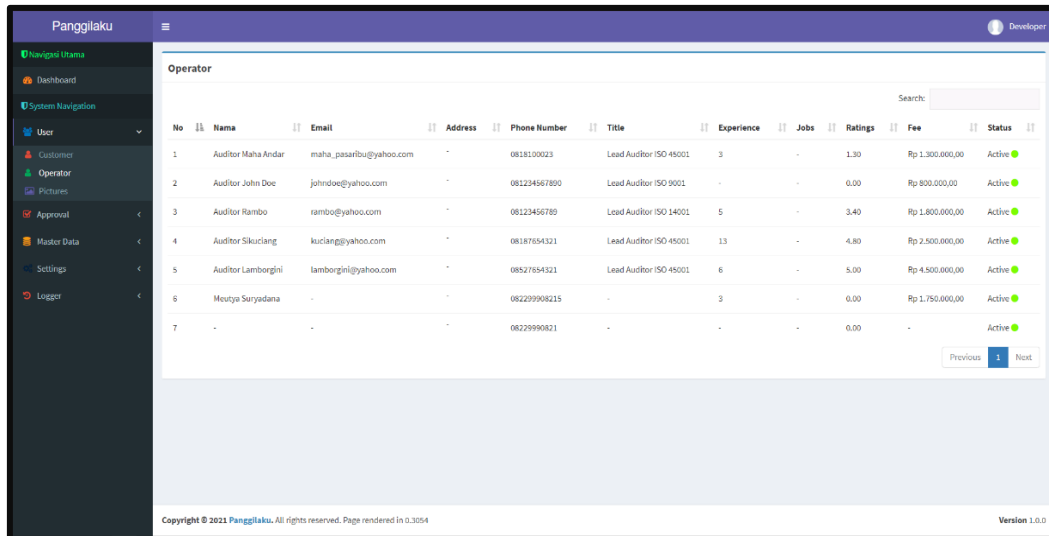 Panggilaku
Developer
Navigasi Utama
Dashboard
System Navigation
User
Customer
Operator
Pictures
Approval
Master Data
Settings
Logger
Operator
Search:
No Nama Email Address Phone Number Title Experience Jobs Ratings Fee Status
1 Auditor Maha Andar maha_pasaribu@yahoo.com - 0818100023 Lead Auditor ISO 45001 3 - 1.30 Rp 1.300.000,00 Active
2 Auditor John Doe johndoe@yahoo.com - 081234567890 Lead Auditor ISO 9001 - - 0.00 Rp 800.000,00 Active
3 Auditor Rambo rambo@yahoo.com - 08123456789 Lead Auditor ISO 14001 5 - 3.40 Rp 1.800.000,00 Active
4 Auditor Sikuciang kuciang@yahoo.com - 08187654321 Lead Auditor ISO 45001 13 - 4.80 Rp 2.500.000,00 Active
5 Auditor Lamborgini lamborgini@yahoo.com - 08527654321 Lead Auditor ISO 45001 6 - 5.00 Rp 4.500.000,00 Active
6 Meutya Suryadana - - 082299908215 - 3 - 0.00 Rp 1.750.000,00 Active
7 - - - 08229990821 - - - 0.00 - Active
Previous 1 Next
Copyright © 2021 Panggilaku. All rights reserved. Page rendered in 0.3054
Version 1.0.0